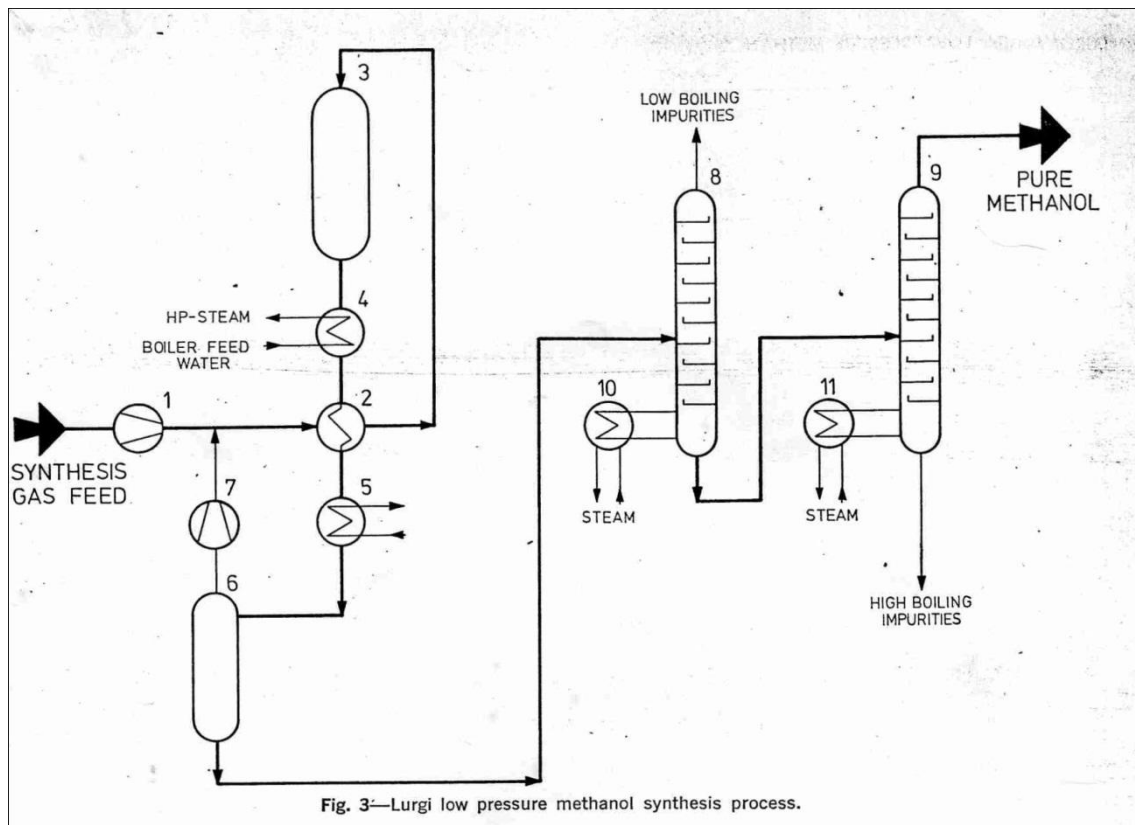 3
LOW BOILING
IMPURITIES
8
9
PURE
METHANOL
4
HP-STEAM
BOILER FEED
WATER
1
2
10
11
SYNTHESIS
GAS FEED
7
5
STEAM
STEAM
6
HIGH BOILING
IMPURITIES
Fig. 3—Lurgi low pressure methanol synthesis process.